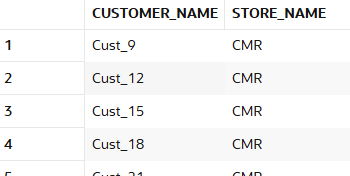 CUSTOMER_NAME STORE_NAME
1 Cust_9 CMR
2 Cust_12 CMR
3 Cust_15 CMR
4 Cust_18 CMR